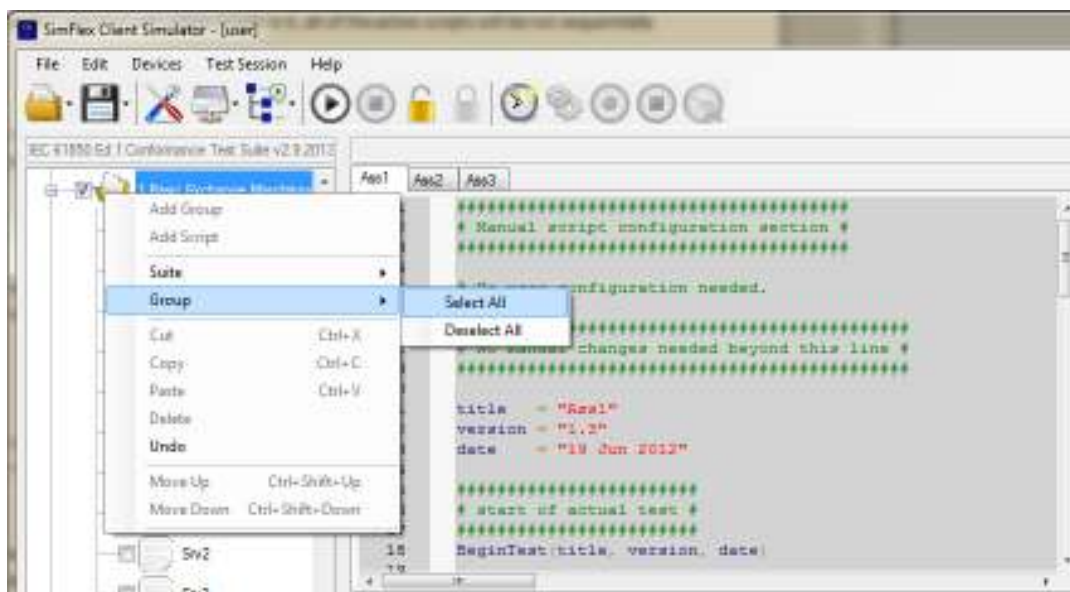 SimFlex Client Simulator - [user]
File Edit Devices Test Session Help
IEC 61850 Ed 1 Conformance Test Suite
Ass1 Ass2 Ass3
Add Group
Add Script
Suite
Group
Select All
Deselect All
Cut Ctrl+X
Copy Ctrl+C
Paste Ctrl+V
Delete
Undo
Move Up Ctrl+Shift+Up
Move Down Ctrl+Shift+Down
Srv2
########################################
# Manual script configuration section #
########################################
configuration needed.
# No manual changes needed beyond this line #
title = "Ass1"
version = "1.2"
date = "19 Jun 2012"
########################
# start of actual test #
########################
18 BeginTest(title, version, date)
19